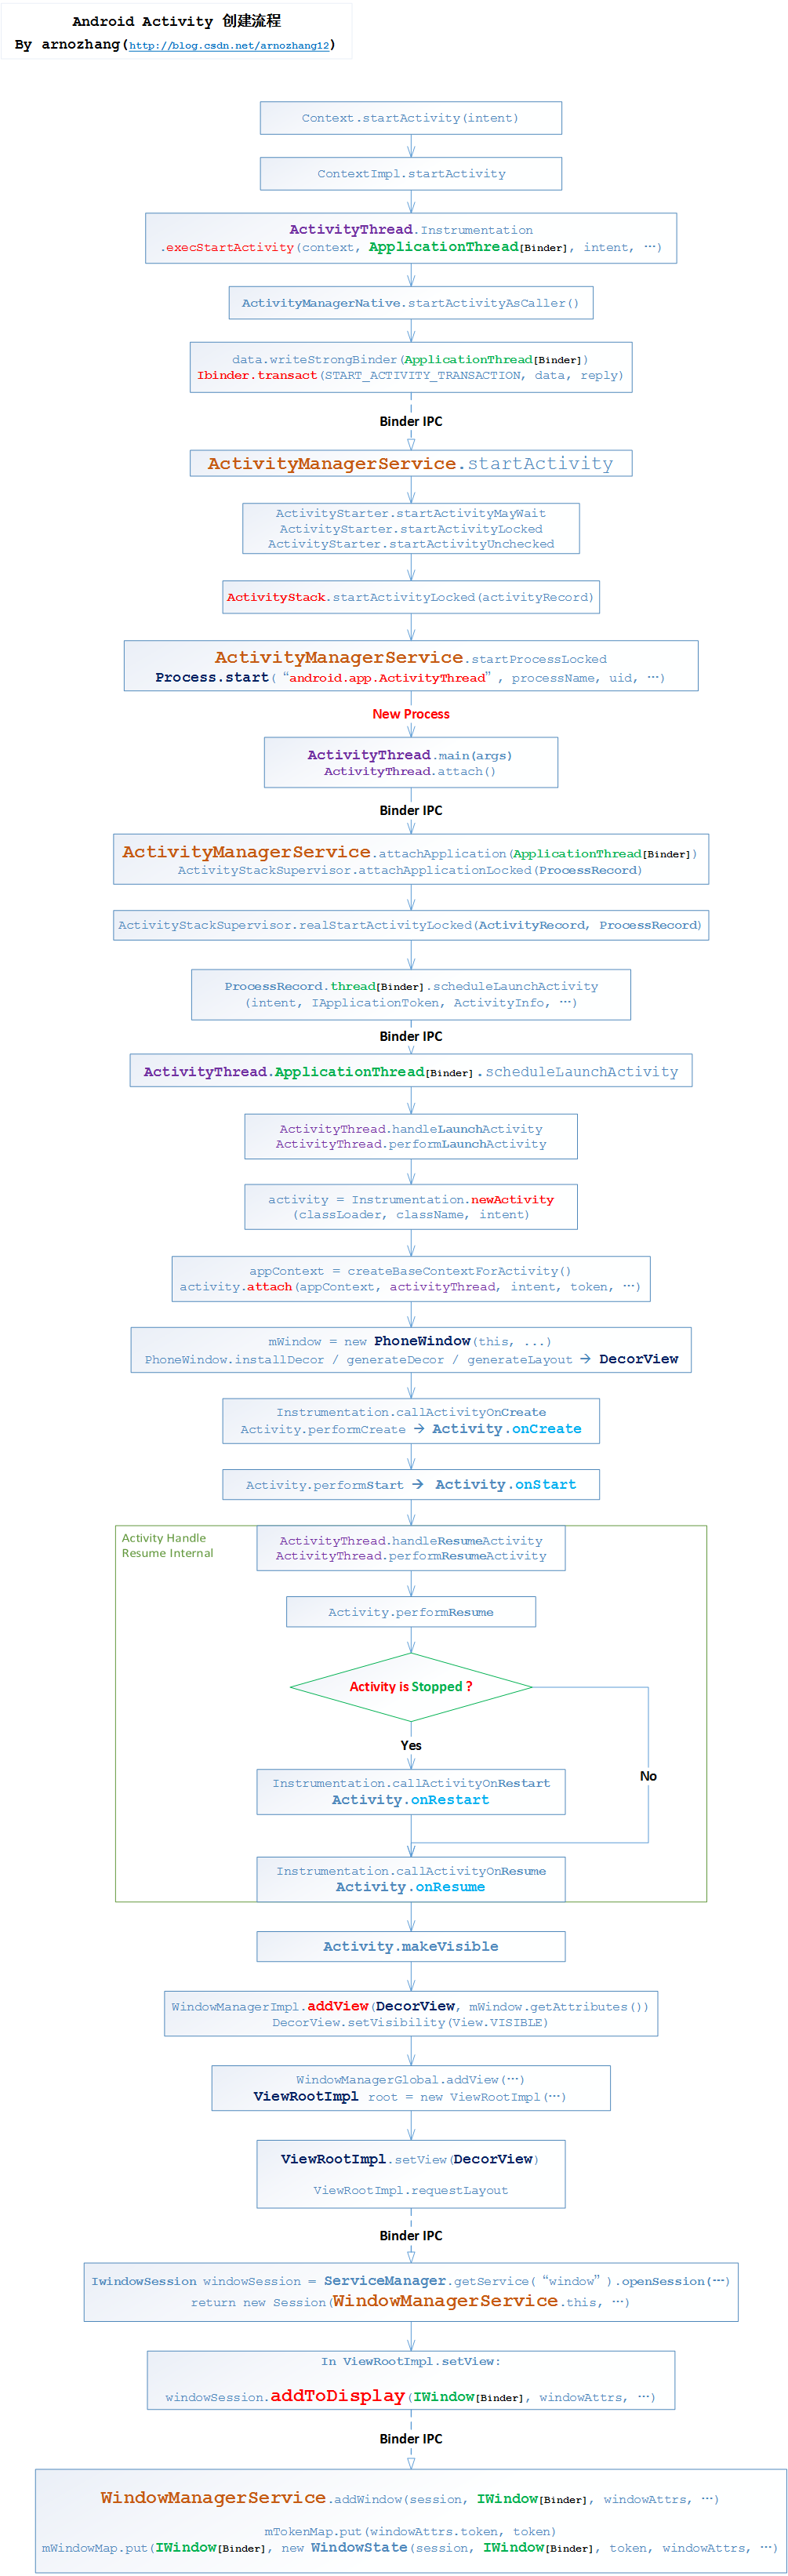 Android Activity 创建流程
By arnozhang(http://blog.csdn.net/arnozhang12)
Context.startActivity(intent)
ContextImpl.startActivity
ActivityThread.Instrumentation
.execStartActivity(context, ApplicationThread[Binder], intent, …)
ActivityManagerNative.startActivityAsCaller()
data.writeStrongBinder(ApplicationThread[Binder])
Ibinder.transact(START_ACTIVITY_TRANSACTION, data, reply)
Binder IPC
ActivityManagerService.startActivity
ActivityStarter.startActivityMayWait
ActivityStarter.startActivityLocked
ActivityStarter.startActivityUnchecked
ActivityStack.startActivityLocked(activityRecord)
ActivityManagerService.startProcessLocked
Process.start(“android.app.ActivityThread”, processName, uid, …)
New Process
ActivityThread.main(args)
ActivityThread.attach()
Binder IPC
ActivityManagerService.attachApplication(ApplicationThread[Binder])
ActivityStackSupervisor.attachApplicationLocked(ProcessRecord)
ActivityStackSupervisor.realStartActivityLocked(ActivityRecord, ProcessRecord)
ProcessRecord.thread[Binder].scheduleLaunchActivity
(intent, IApplicationToken, ActivityInfo, …)
Binder IPC
ActivityThread.ApplicationThread[Binder].scheduleLaunchActivity
ActivityThread.handleLaunchActivity
ActivityThread.performLaunchActivity
activity = Instrumentation.newActivity
(classLoader, className, intent)
appContext = createBaseContextForActivity()
activity.attach(appContext, activityThread, intent, token, …)
mWindow = new PhoneWindow(this, ...)
PhoneWindow.installDecor / generateDecor / generateLayout → DecorView
Instrumentation.callActivityOnCreate
Activity.performCreate → Activity.onCreate
Activity.performStart → Activity.onStart
Activity Handle
Resume Internal
ActivityThread.handleResumeActivity
ActivityThread.performResumeActivity
Activity.performResume
Activity is Stopped ?
Yes
No
Instrumentation.callActivityOnRestart
Activity.onRestart
Instrumentation.callActivityOnResume
Activity.onResume
Activity.makeVisible
WindowManagerImpl.addView(DecorView, mWindow.getAttributes())
DecorView.setVisibility(View.VISIBLE)
WindowManagerGlobal.addView(…)
ViewRootImpl root = new ViewRootImpl(…)
ViewRootImpl.setView(DecorView)
ViewRootImpl.requestLayout
Binder IPC
IwindowSession windowSession = ServiceManager.getService(“window”).openSession(…)
return new Session(WindowManagerService.this, …)
In ViewRootImpl.setView:
windowSession.addToDisplay(IWindow[Binder], windowAttrs, …)
Binder IPC
WindowManagerService.addWindow(session, IWindow[Binder], windowAttrs, …)
mTokenMap.put(windowAttrs.token, token)
mWindowMap.put(IWindow[Binder], new WindowState(session, IWindow[Binder], token, windowAttrs, …)